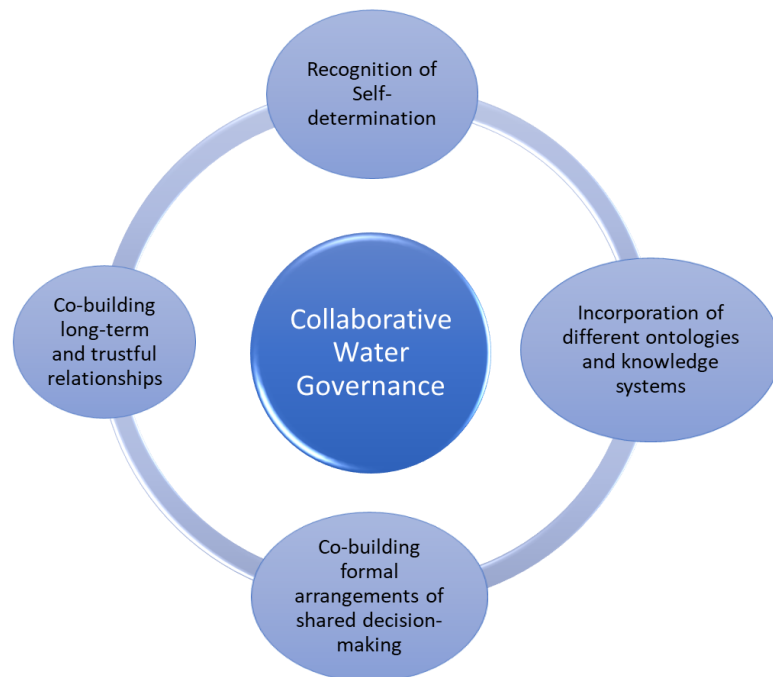 Recognition of
Self-
determination
Co-building
long-term
and trustful
relationships
Collaborative
Water
Governance
Incorporation of
different ontologies
and knowledge
systems
Co-building
formal
arrangements of
shared decision-
making